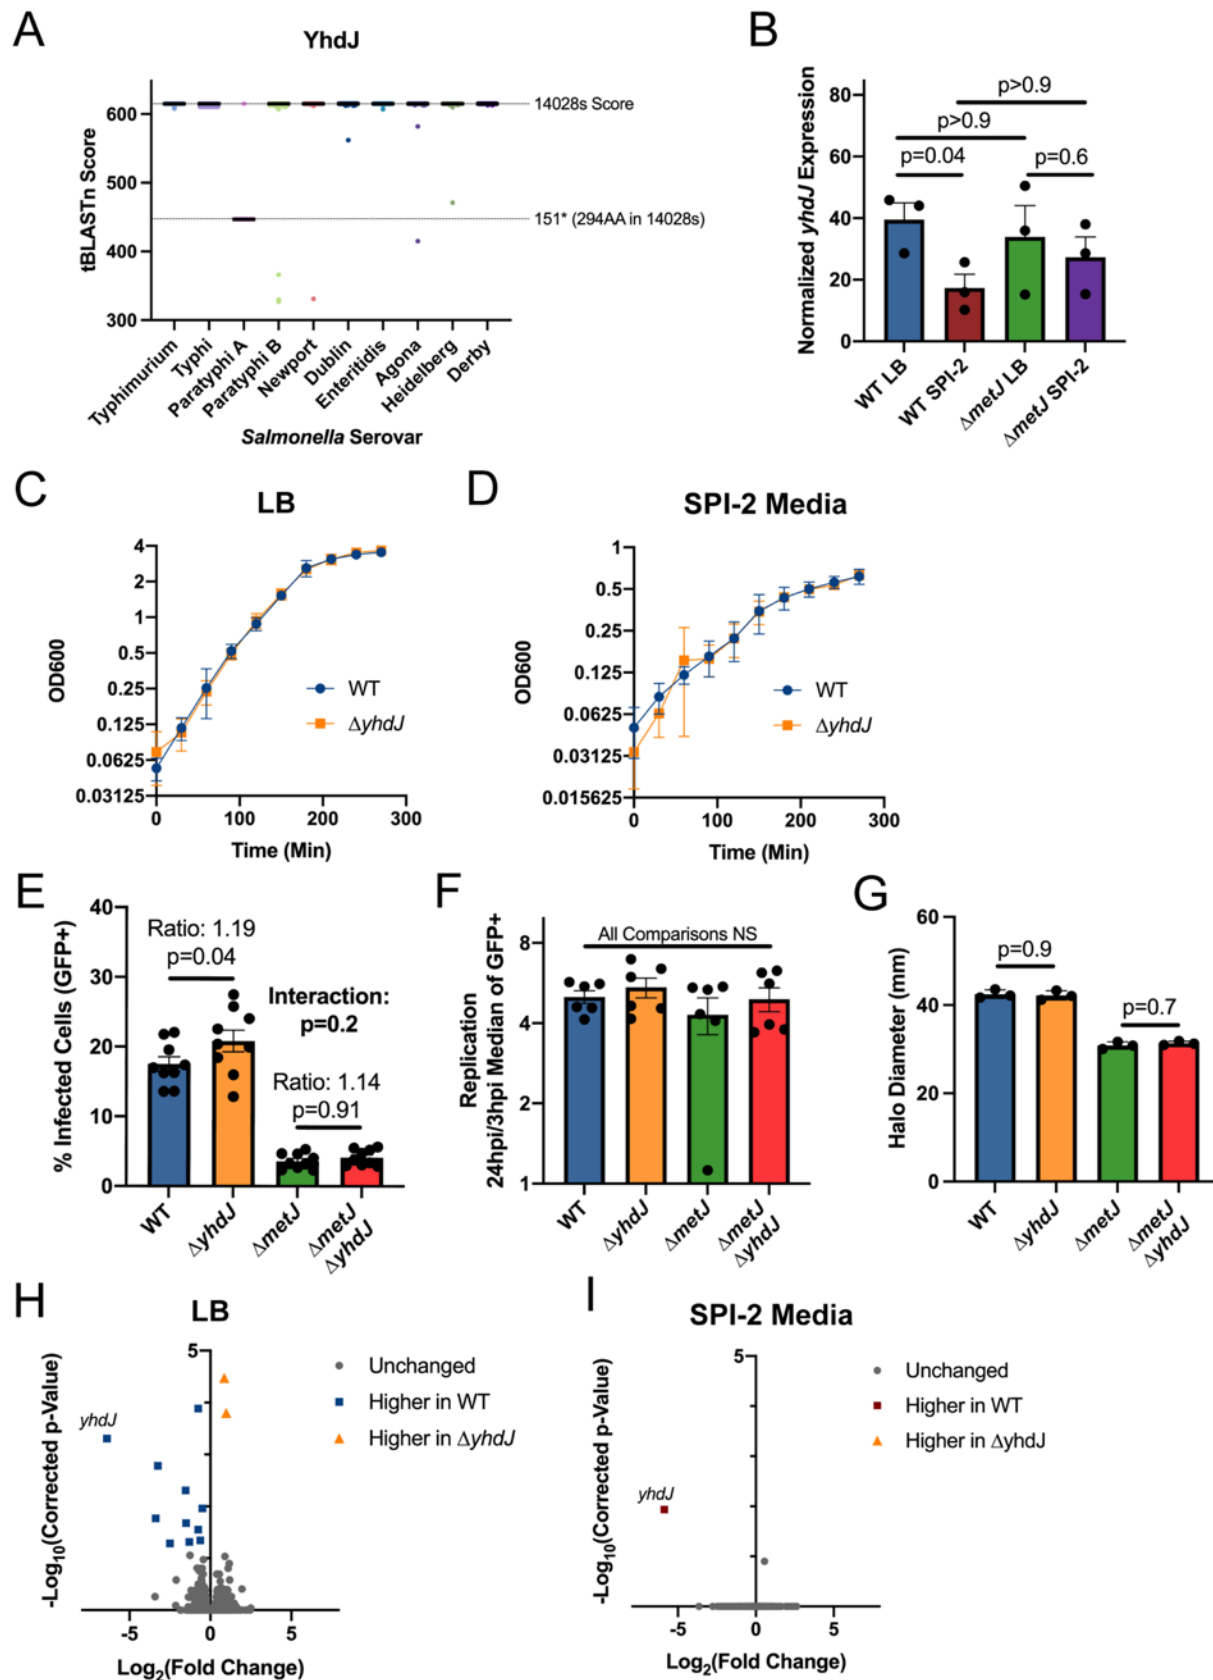 A
YhdJ
tBLASTn Score
600
500
400
300
14028s Score
151* (294AA in 14028s)
Typhimurium
Typhi
Paratyphi A
Paratyphi B
Newport
Dublin
Enteritidis
Agona
Heidelberg
Derby
Salmonella Serovar
B
Normalized yhdJ Expression
80
60
40
20
0
p>0.9
p>0.9
p=0.04
p=0.6
WT LB
WT SPI-2
ΔmetJ LB
ΔmetJ SPI-2
C
LB
OD600
4
2
1
0.5
0.25
0.125
0.0625
0.03125
WT
ΔyhdJ
0
100
200
300
Time (Min)
D
SPI-2 Media
OD600
1
0.5
0.25
0.125
0.0625
0.03125
0.015625
WT
ΔyhdJ
0
100
200
300
Time (Min)
E
% Infected Cells (GFP+)
40
30
20
10
0
Ratio: 1.19
p=0.04
Interaction:
p=0.2
Ratio: 1.14
p=0.91
WT
ΔyhdJ
ΔmetJ
ΔmetJ
ΔyhdJ
F
Replication
24hpi/3hpi Median of GFP+
8
4
2
1
All Comparisons NS
WT
ΔyhdJ
ΔmetJ
ΔmetJ
ΔyhdJ
G
Halo Diameter (mm)
60
40
20
0
p=0.9
p=0.7
WT
ΔyhdJ
ΔmetJ
ΔmetJ
ΔyhdJ
H
LB
-Log10(Corrected p-Value)
5
yhdJ
Unchanged
Higher in WT
Higher in ΔyhdJ
-5
0
5
Log2(Fold Change)
I
SPI-2 Media
-Log10(Corrected p-Value)
5
yhdJ
Unchanged
Higher in WT
Higher in ΔyhdJ
-5
0
5
Log2(Fold Change)